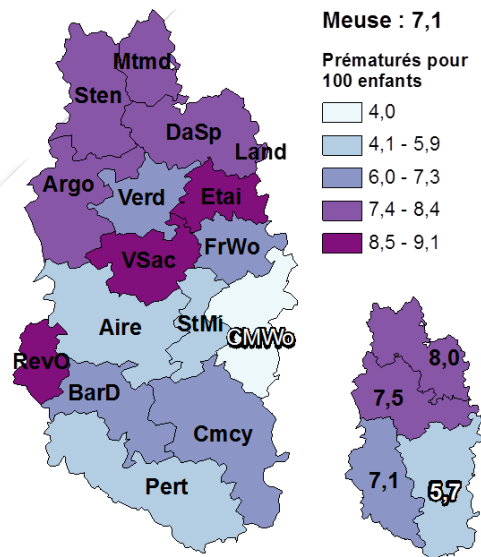 Meuse : 7,1
Prématurés pour
100 enfants
4,0
4,1 - 5,9
6,0 - 7,3
7,4 - 8,4
8,5 - 9,1
Mtmd
Sten
DaSp
Land
Argo
Verd
Etai
VSac
FrWo
Aire
StMi
CMWo
RevO
BarD
Cmcy
Pert
8,0
7,5
7,1
5,7